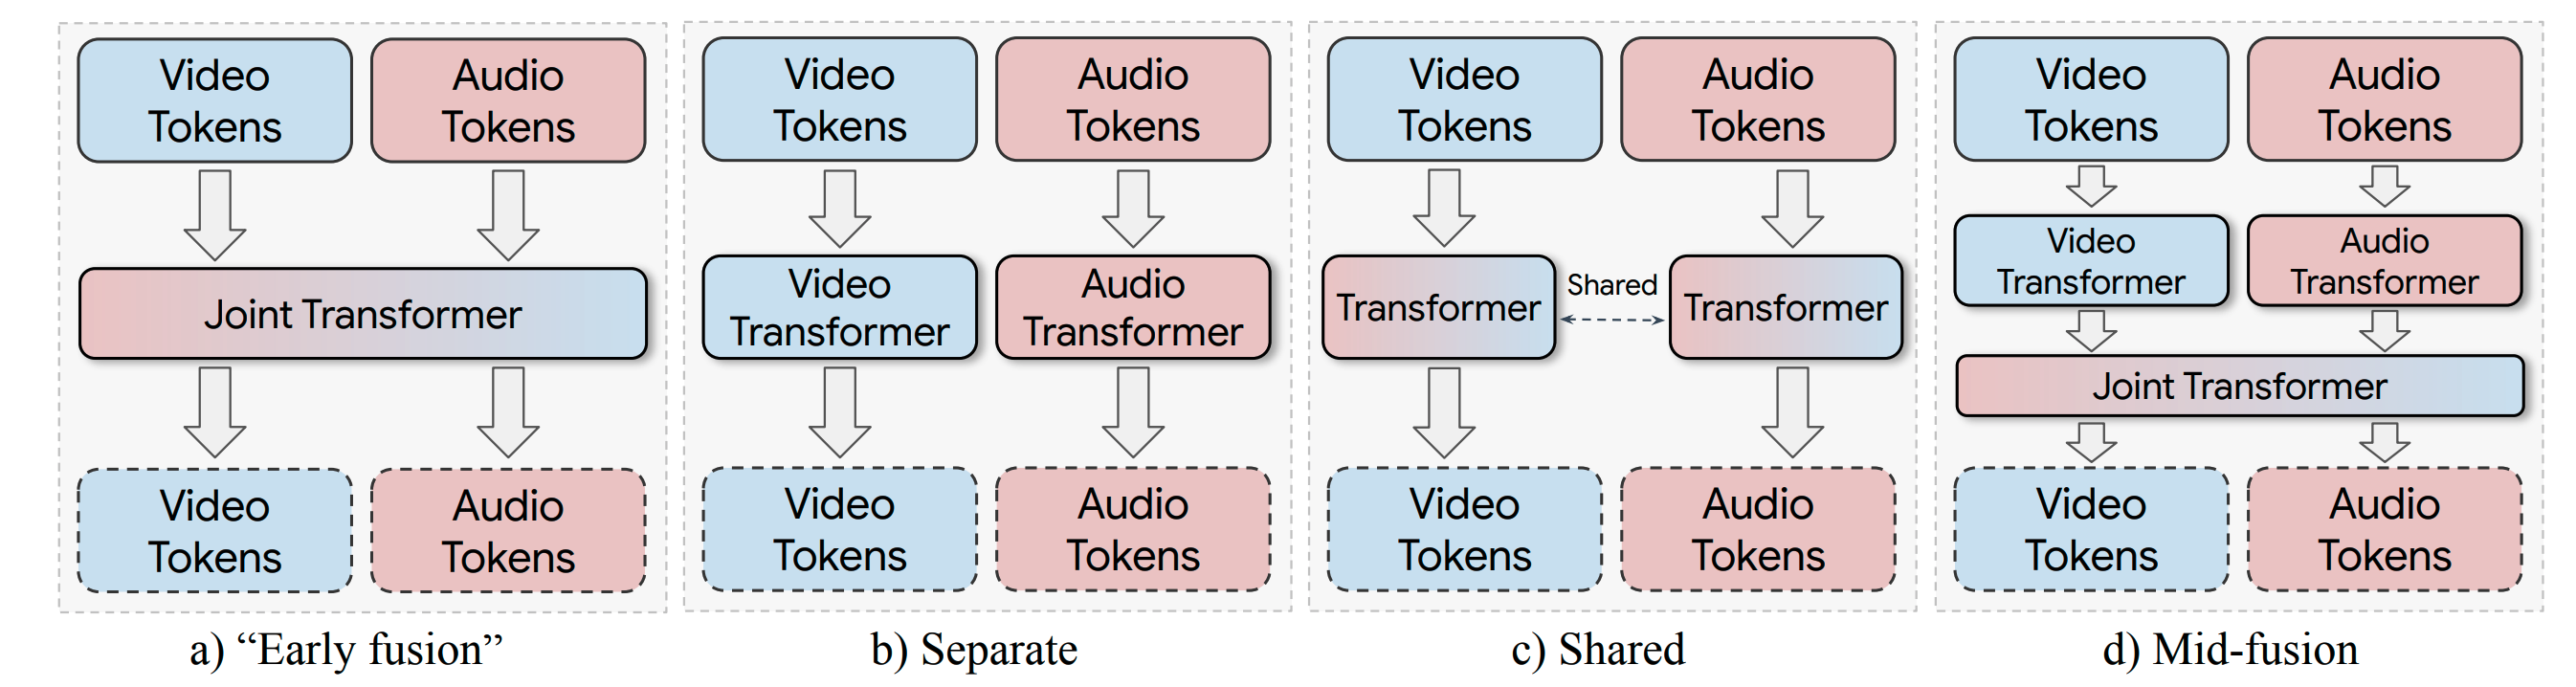 Video
Tokens
Audio
Tokens
Joint Transformer
Video
Tokens
Audio
Tokens
a) “Early fusion”
Video
Tokens
Audio
Tokens
Video
Transformer
Audio
Transformer
Video
Tokens
Audio
Tokens
b) Separate
Video
Tokens
Audio
Tokens
Transformer
Shared
Transformer
Video
Tokens
Audio
Tokens
c) Shared
Video
Tokens
Audio
Tokens
Video
Transformer
Audio
Transformer
Joint Transformer
Video
Tokens
Audio
Tokens
d) Mid-fusion